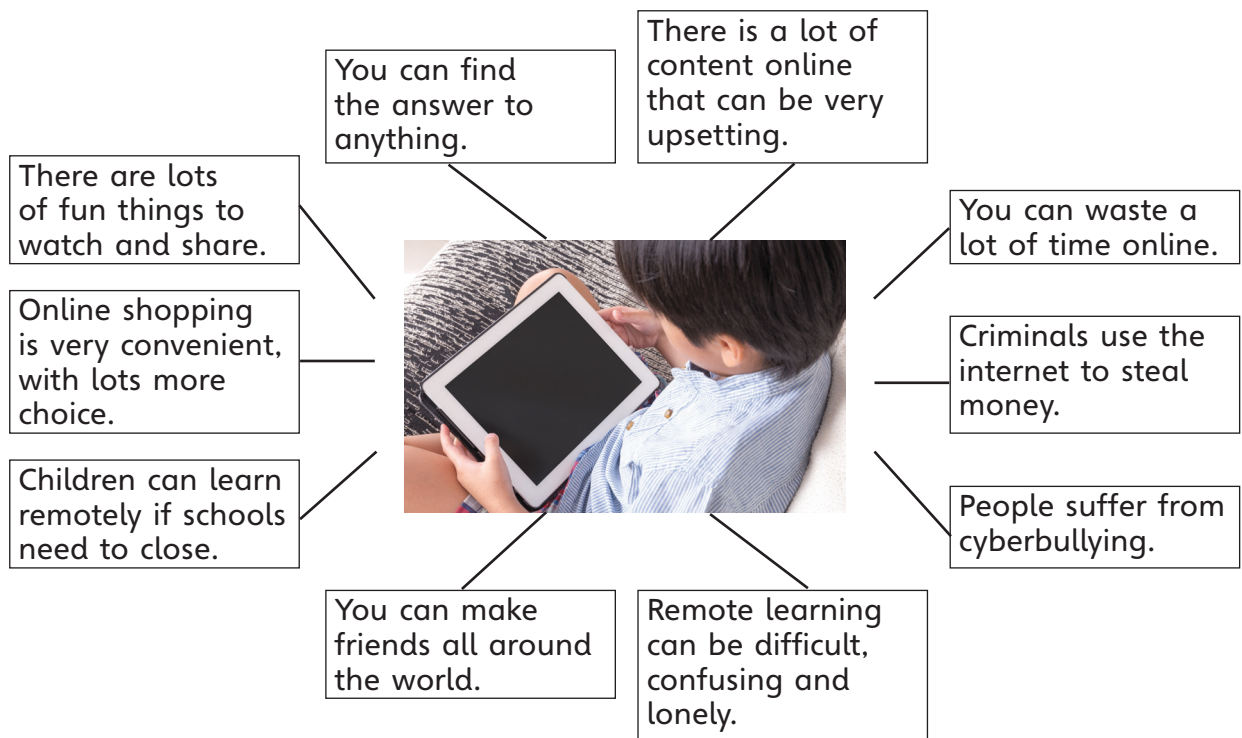 There is a lot of
content online
that can be very
upsetting.
You can find
the answer to
anything.
There are lots
of fun things to
watch and share.
You can waste a
lot of time online.
Online shopping
is very convenient,
with lots more
choice.
Criminals use the
internet to steal
money.
Children can learn
remotely if schools
need to close.
People suffer from
cyberbullying.
You can make
friends all around
the world.
Remote learning
can be difficult,
confusing and
lonely.